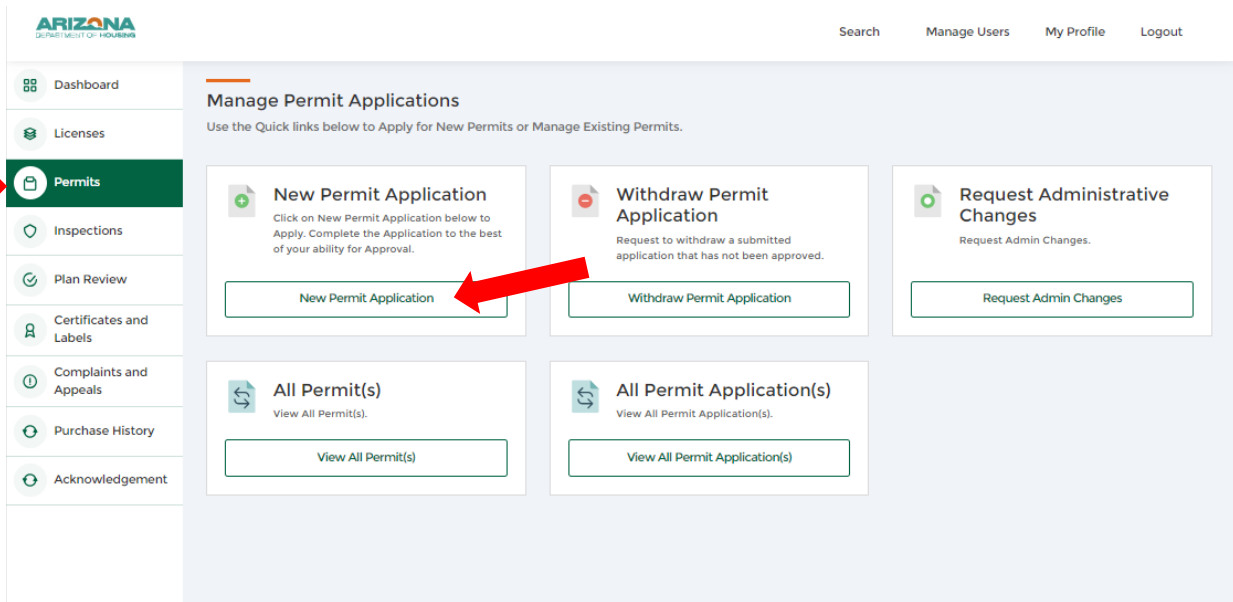 ARIZONA
DEPARTMENT OF HOUSING
Search Manage Users My Profile Logout
Dashboard
Licenses
Permits
Inspections
Plan Review
Certificates and
Labels
Complaints and
Appeals
Purchase History
Acknowledgement
Manage Permit Applications
Use the Quick links below to Apply for New Permits or Manage Existing Permits.
New Permit Application
Click on New Permit Application below to
Apply. Complete the Application to the best
of your ability for Approval.
New Permit Application
Withdraw Permit
Application
Request to withdraw a submitted
application that has not been approved.
Withdraw Permit Application
Request Administrative
Changes
Request Admin Changes.
Request Admin Changes
All Permit(s)
View All Permit(s).
View All Permit(s)
All Permit Application(s)
View All Permit Application(s).
View All Permit Application(s)